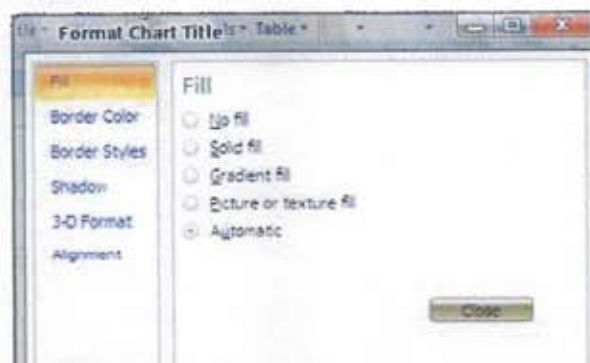 Format Chart Title
Table
Fill
Border Color
Border Styles
Shadow
3-D Format
Alignment
Fill
No fill
Solid fill
Gradient fill
Picture or texture fill
Automatic
Close